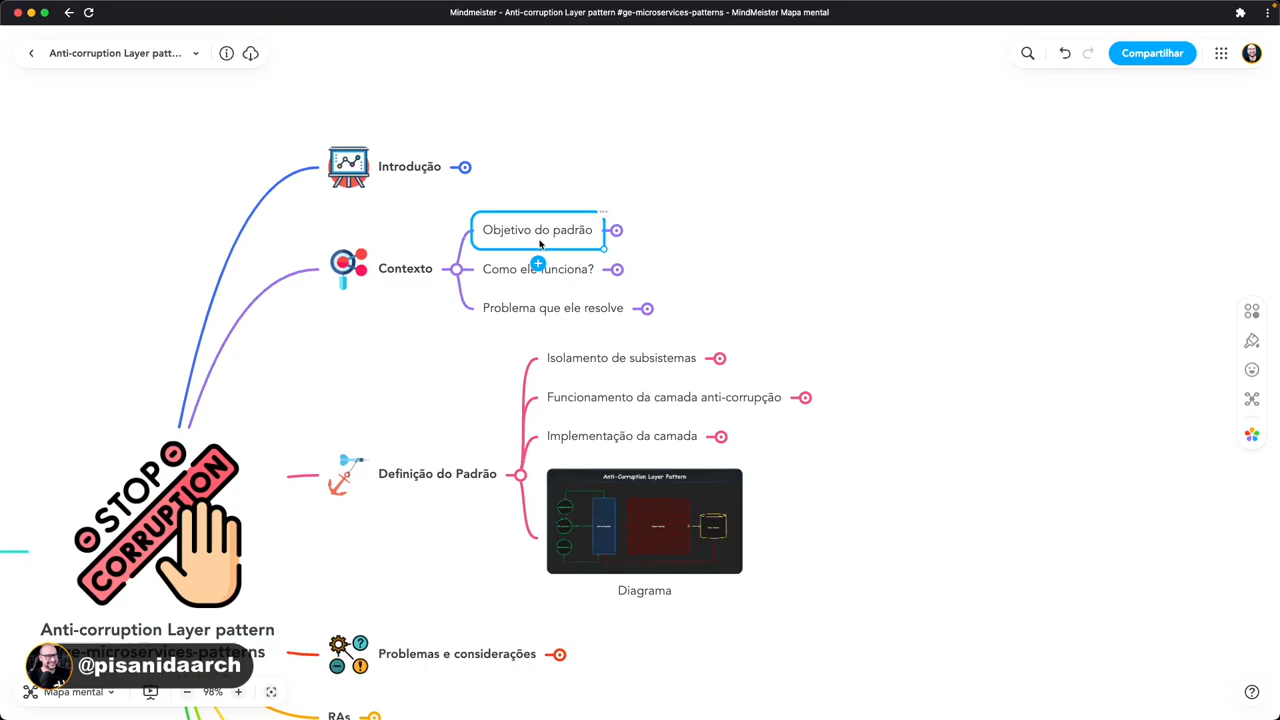 Mindmeister - Anti-corruption Layer pattern #ge-microservices-patterns - MindMeister Mapa mental
Anti-corruption Layer patt...
Compartilhar
Introdução
Objetivo do padrão
Contexto
Como ele funciona?
Problema que ele resolve
Isolamento de subsistemas
Funcionamento da camada anti-corrupção
Implementação da camada
Definição do Padrão
Anti-Corruption Layer Pattern
Diagrama
STOP
CORRUPTION
Anti-corruption Layer pattern
ge-microservices-patterns
@pisanidaarch
Problemas e considerações
Mapa mental
98%
RAs